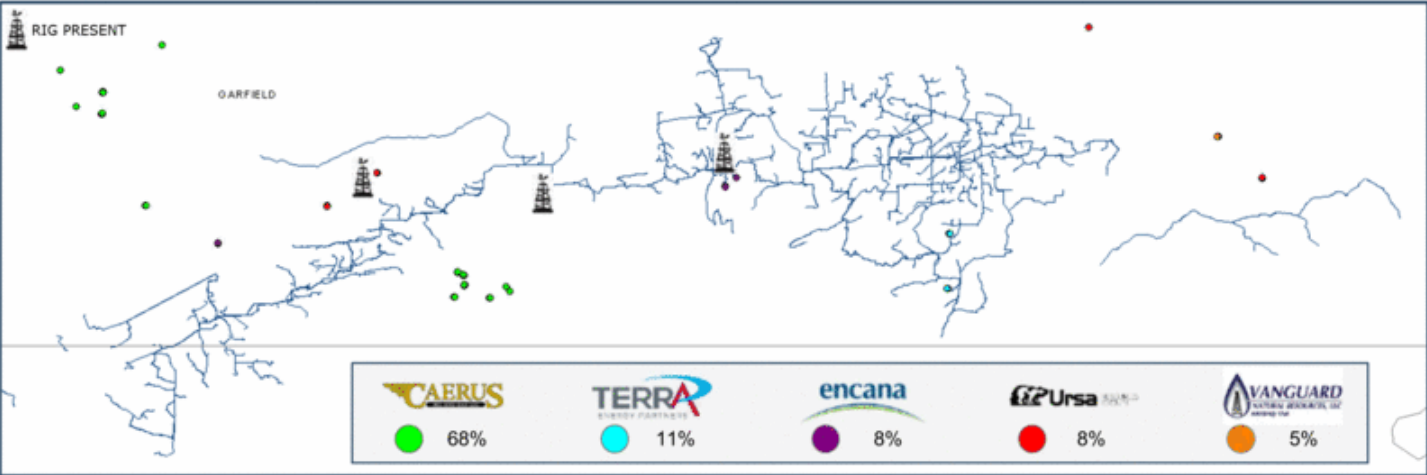 RIG PRESENT
GARFIELD
CAERUS
TERRA
ENERGY PARTNERS
encana
Ursa
VANGUARD
NATURAL RESOURCES, LLC
68%
11%
8%
8%
5%